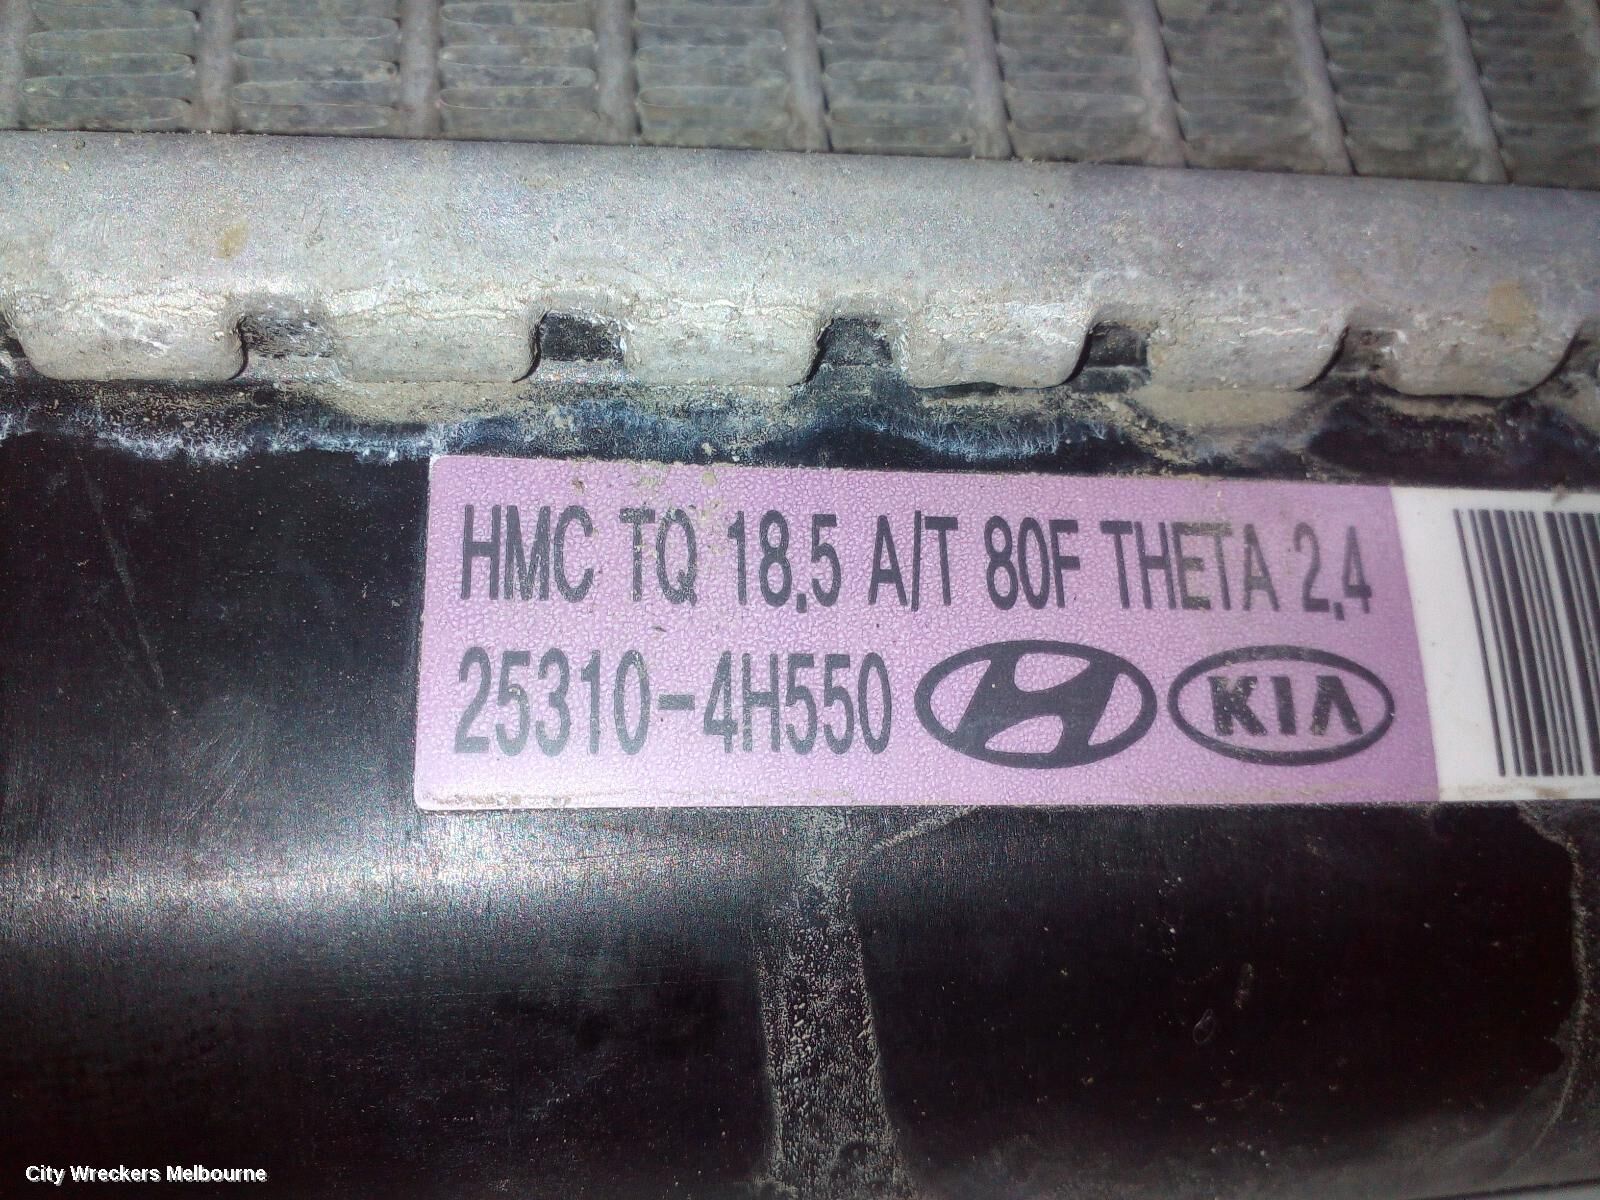 HMC TQ 18.5 A/T 80F THETA 2.4
25310-4H550 KIA
City Wreckers Melbourne